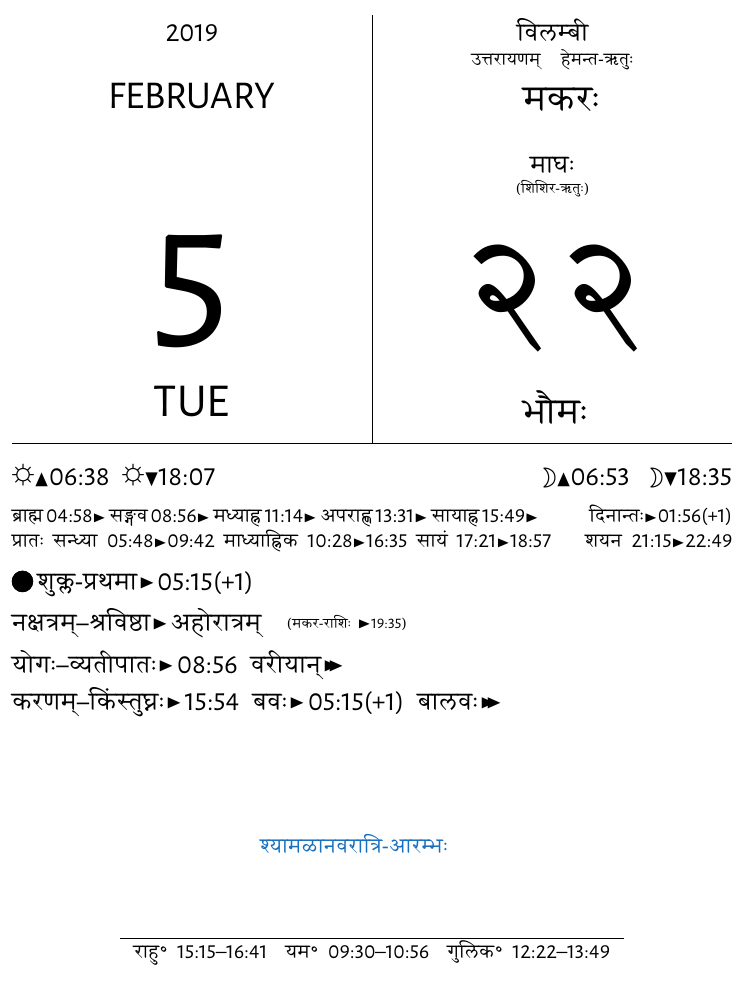 2019
FEBRUARY
5
TUE
विलम्बी
उत्तरायणम् हेमन्त-ऋतुः
मकरः
माघः
(शिशिर-ऋतुः)
२२
भौमः
☼▲06:38 ☼▼18:07 ☽▲06:53 ☽▼18:35
ब्राह्म 04:58► सङ्गव 08:56► मध्याह्न 11:14► अपराह्ण 13:31► सायाह्न 15:49► दिनान्तः►01:56(+1)
प्रातः सन्ध्या 05:48►09:42 माध्याह्निक 10:28►16:35 सायं 17:21►18:57 शयन 21:15►22:49
●शुक्ल-प्रथमा► 05:15(+1)
नक्षत्रम्–श्रविष्ठा► अहोरात्रम् (मकर-राशिः ►19:35)
योगः–व्यतीपातः► 08:56 वरीयान्►►
करणम्–किंस्तुघ्नः►15:54 बवः► 05:15(+1) बालवः►►
श्यामळानवरात्रि-आरम्भः
राहु° 15:15–16:41 यम° 09:30–10:56 गुलिक° 12:22–13:49